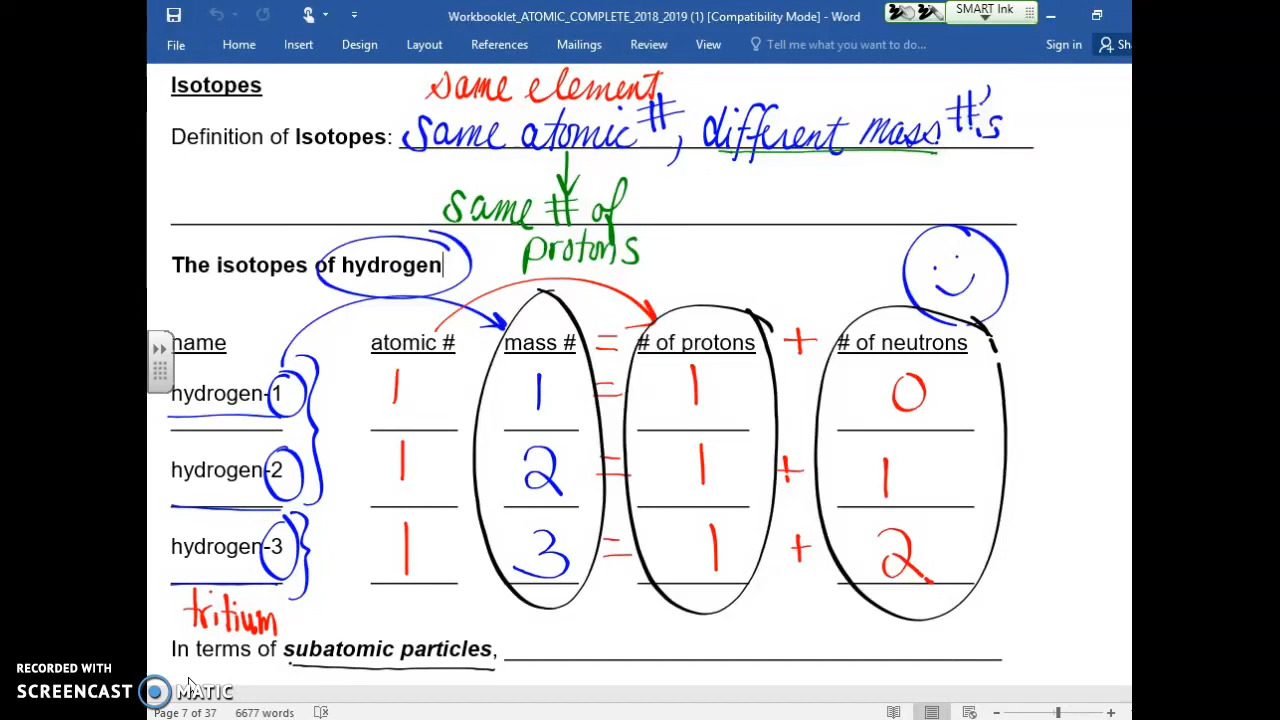 Workbooklet_ATOMIC_COMPLETE_2018_2019 (1) [Compatibility Mode] - Word
SMART Ink
File Home Insert Design Layout References Mailings Review View Tell me what you want to do... Sign in Sh
Isotopes
same element
Definition of Isotopes: same atomic #, different mass #'s
same # of
protons
The isotopes of hydrogen
name atomic # mass # = # of protons + # of neutrons
hydrogen-1 1 1 = 1 0
hydrogen-2 1 2 = 1 + 1
hydrogen-3 1 3 = 1 + 2
tritium
In terms of subatomic particles,
RECORDED WITH
SCREENCAST MATIC
Page 7 of 37 6677 words